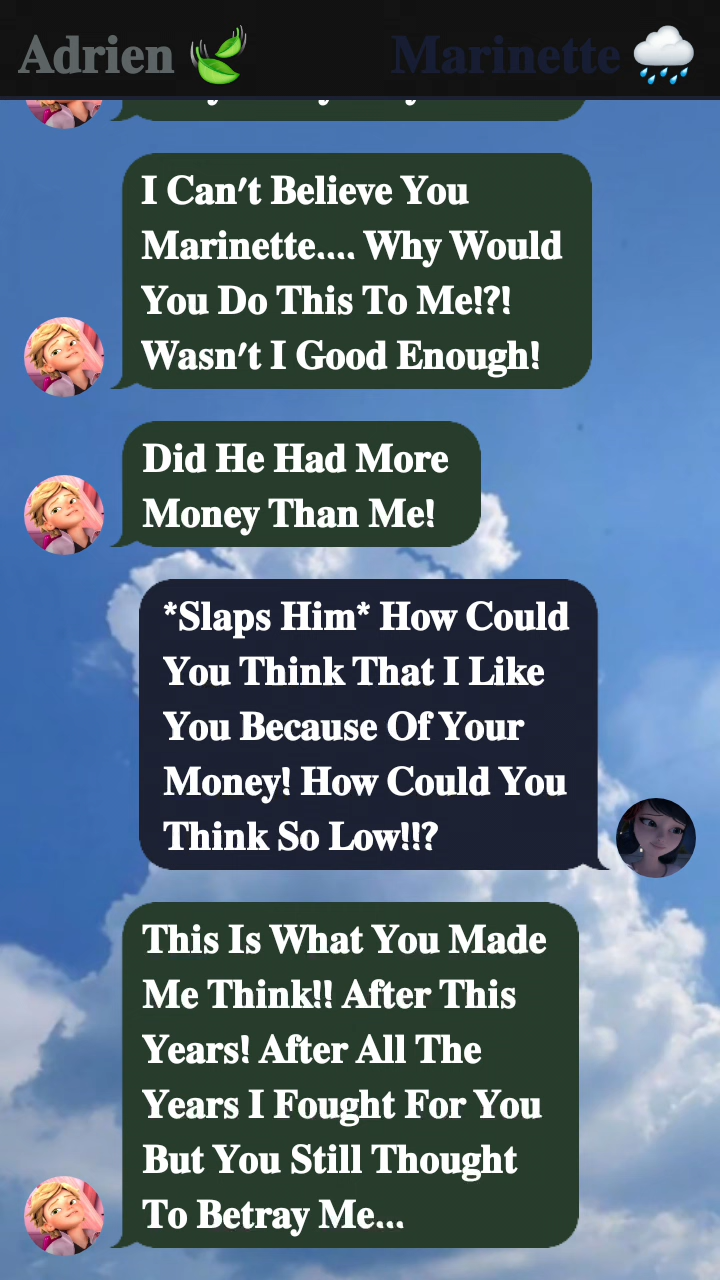 Adrien
Marinette
I Can't Believe You
Marinette.... Why Would
You Do This To Me!?!
Wasn't I Good Enough!
Did He Had More
Money Than Me!
*Slaps Him* How Could
You Think That I Like
You Because Of Your
Money! How Could You
Think So Low!!?
This Is What You Made
Me Think!! After This
Years! After All The
Years I Fought For You
But You Still Thought
To Betray Me...